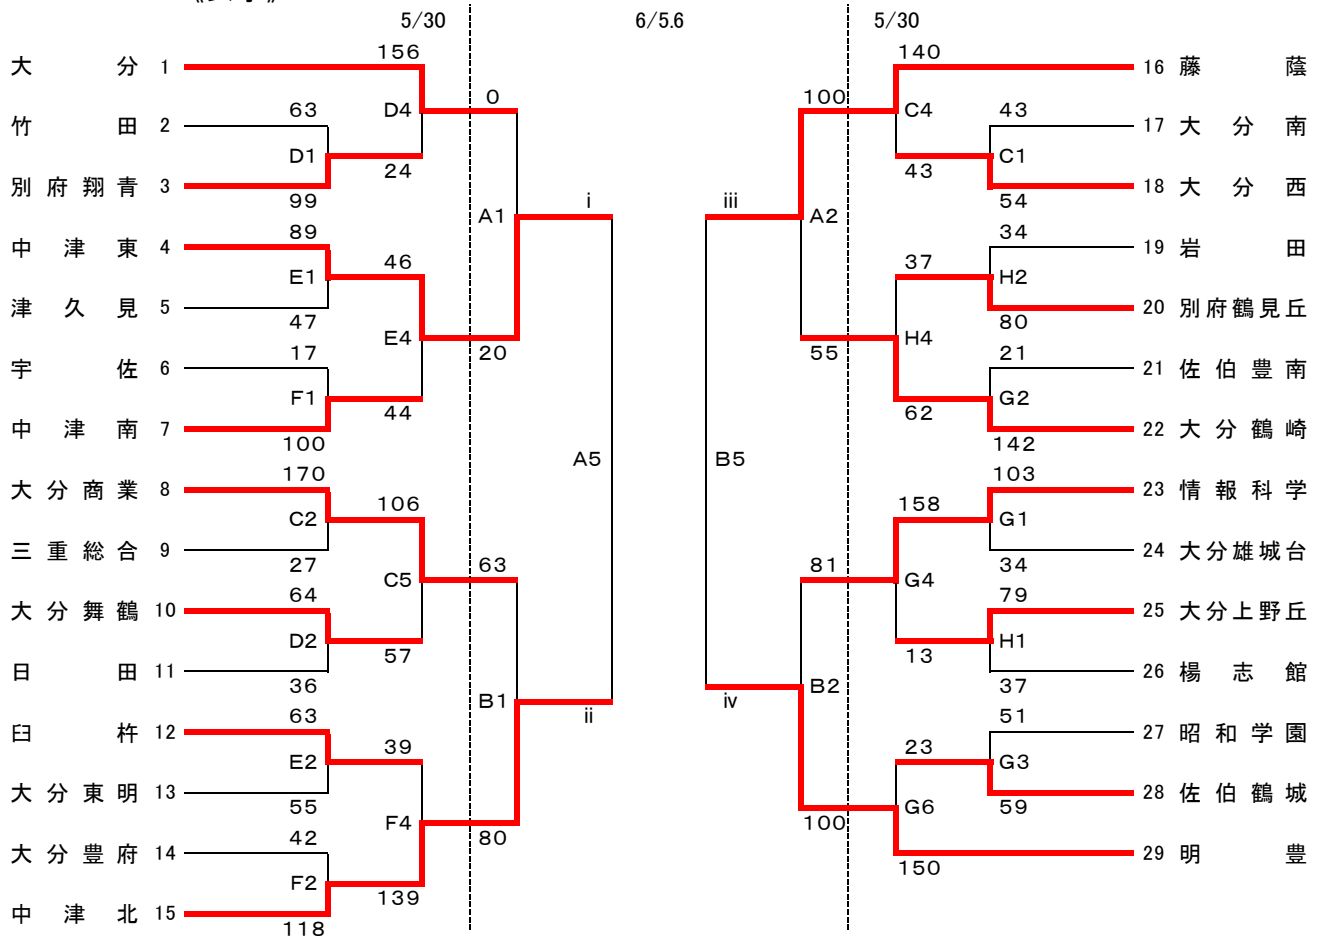 5/30 6/5.6 5/30
156 140
大分 1 16 藤蔭
0 100
63 D4 C4 43
竹田 2 17 大分南
D1 C1
24 43
別府翔青 3 18 大分西
99 i iii 54
A1 A2
89 34
中津東 4 19 岩田
46 37
E1 H2
津久見 5 20 別府鶴見丘
47 80
E4 H4
17 20 55 21
宇佐 6 21 佐伯豊南
F1 G2
44 62
中津南 7 22 大分鶴崎
100 142
A5 B5
170 103
大分商業 8 23 情報科学
106 158
C2 G1
三重総合 9 24 大分雄城台
27 63 81 34
C5 G4
64 79
大分舞鶴 10 25 大分上野丘
D2 H1
57 13
日田 11 26 楊志館
36 B1 B2 37
ii iv
63 51
臼杵 12 27 昭和学園
39 23
E2 G3
大分東明 13 28 佐伯鶴城
55 59
F4 G6
42 80 100
大分豊府 14 29 明豊
150
F2
139
中津北 15
118